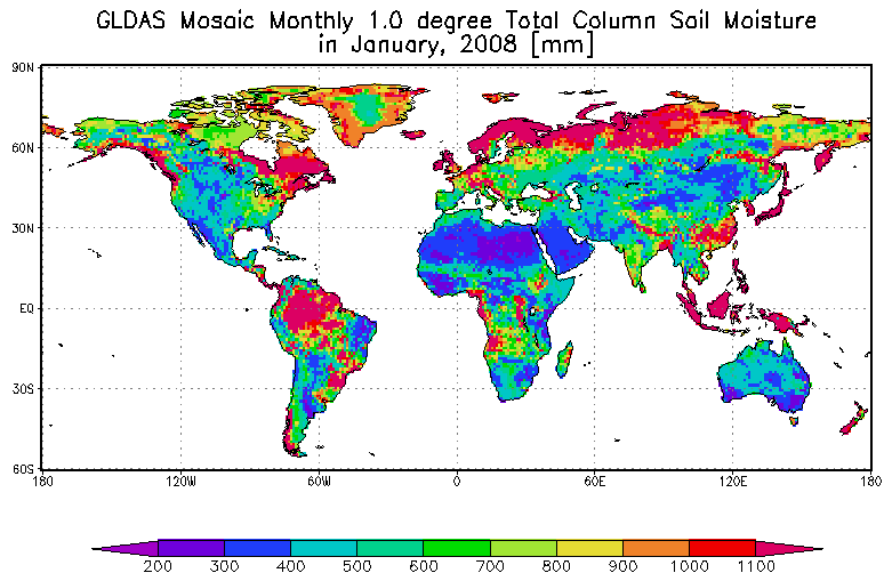 GLDAS Mosaic Monthly 1.0 degree Total Column Soil Moisture
in January, 2008 [mm]
90N
60N
30N
EQ
30S
60S
180 120W 60W 0 60E 120E 180
200 300 400 500 600 700 800 900 1000 1100